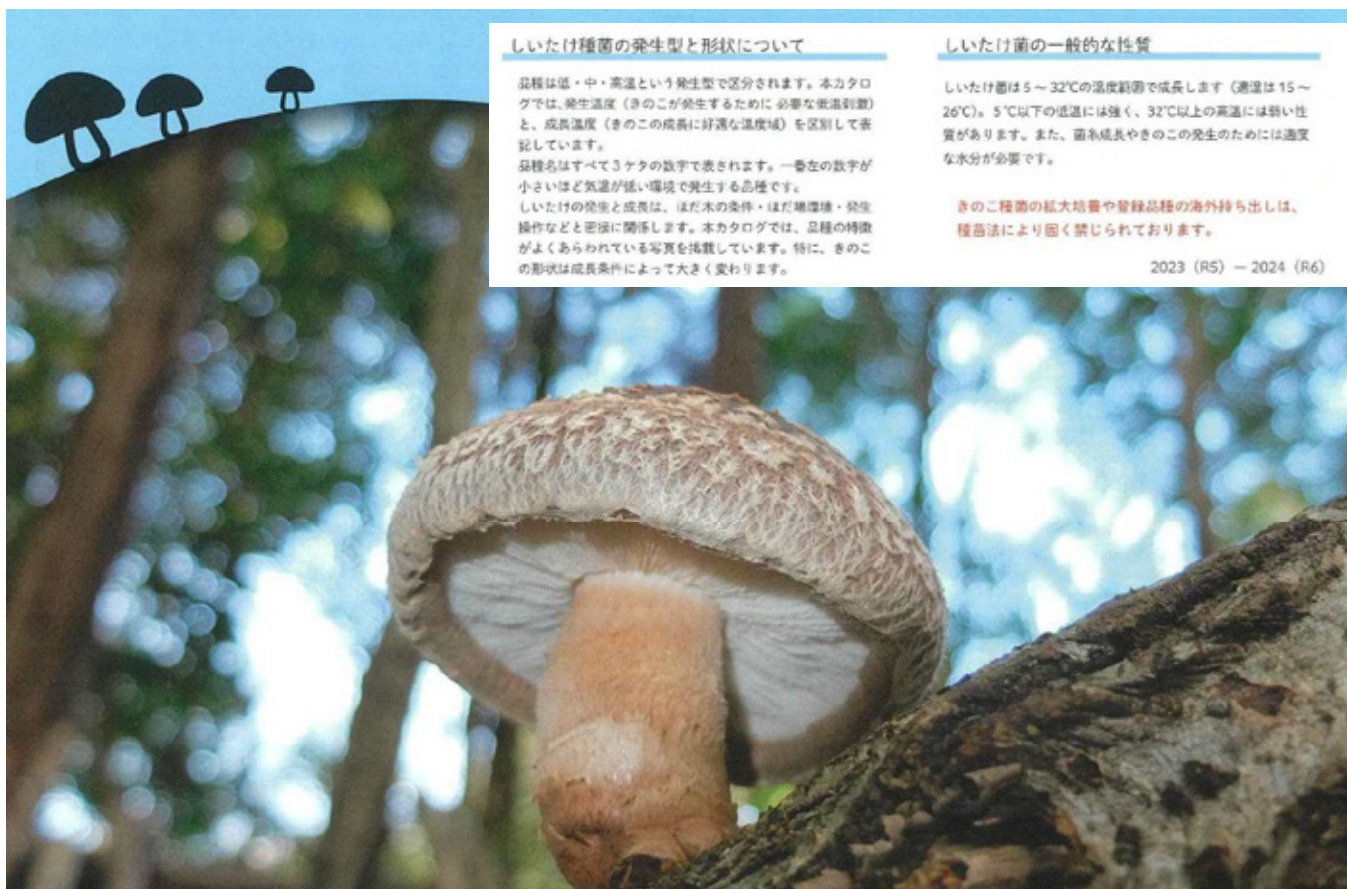 しいたけ種菌の発生型と形状について
品種は低・中・高温という発生型で区分されます。本カタロ
グでは、発生温度（きのこが発生するために 必要な低温刺激）
と、成長温度（きのこの成長に好適な温度域）を区別して表
記しています。
品種名はすべて３ケタの数字で表されます。一番左の数字が
小さいほど気温が低い環境で発生する品種です。
しいたけの発生と成長は、ほだ木の条件・ほだ場環境・発生
操作などと密接に関係します。本カタログでは、品種の特徴
がよくあらわれている写真を掲載しています。特に、きのこ
の形状は成長条件によって大きく変わります。
しいたけ菌の一般的な性質
しいたけ菌は5～32℃の温度範囲で成長します（適温は15～
26℃）。5℃以下の低温には強く、32℃以上の高温には弱い性
質があります。また、菌糸成長やきのこの発生のためには適度
な水分が必要です。
きのこ種菌の拡大培養や登録品種の海外持ち出しは、
種苗法により固く禁じられております。
2023（R5）－2024（R6）